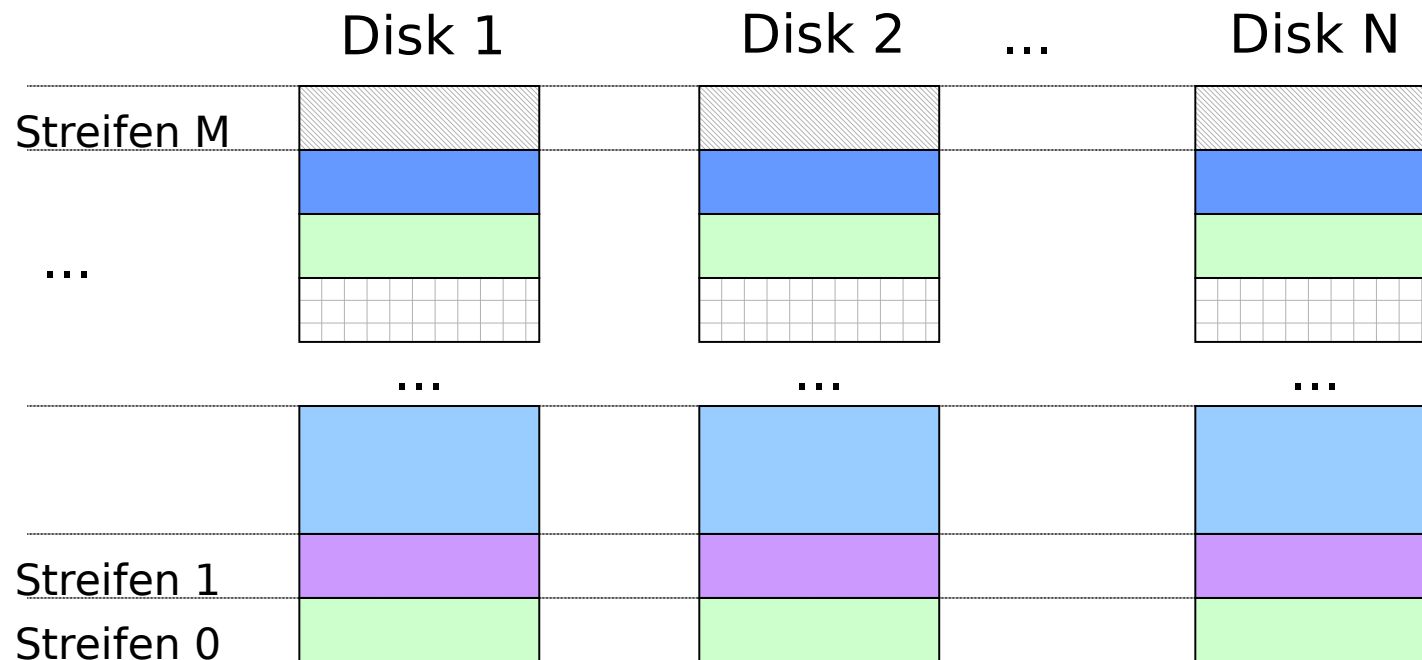 Disk 1 Disk 2 ... Disk N
Streifen M
...
... ... ...
Streifen 1
Streifen 0